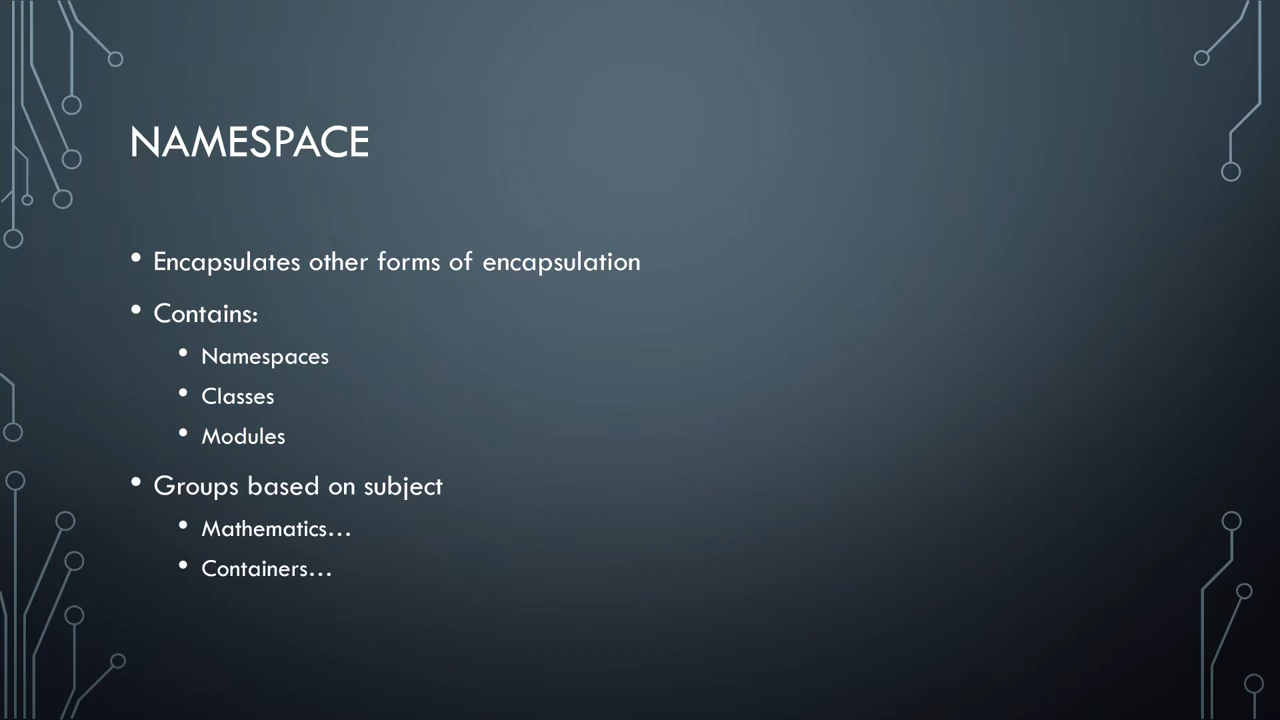 NAMESPACE
• Encapsulates other forms of encapsulation
• Contains:
• Namespaces
• Classes
• Modules
• Groups based on subject
• Mathematics...
• Containers...